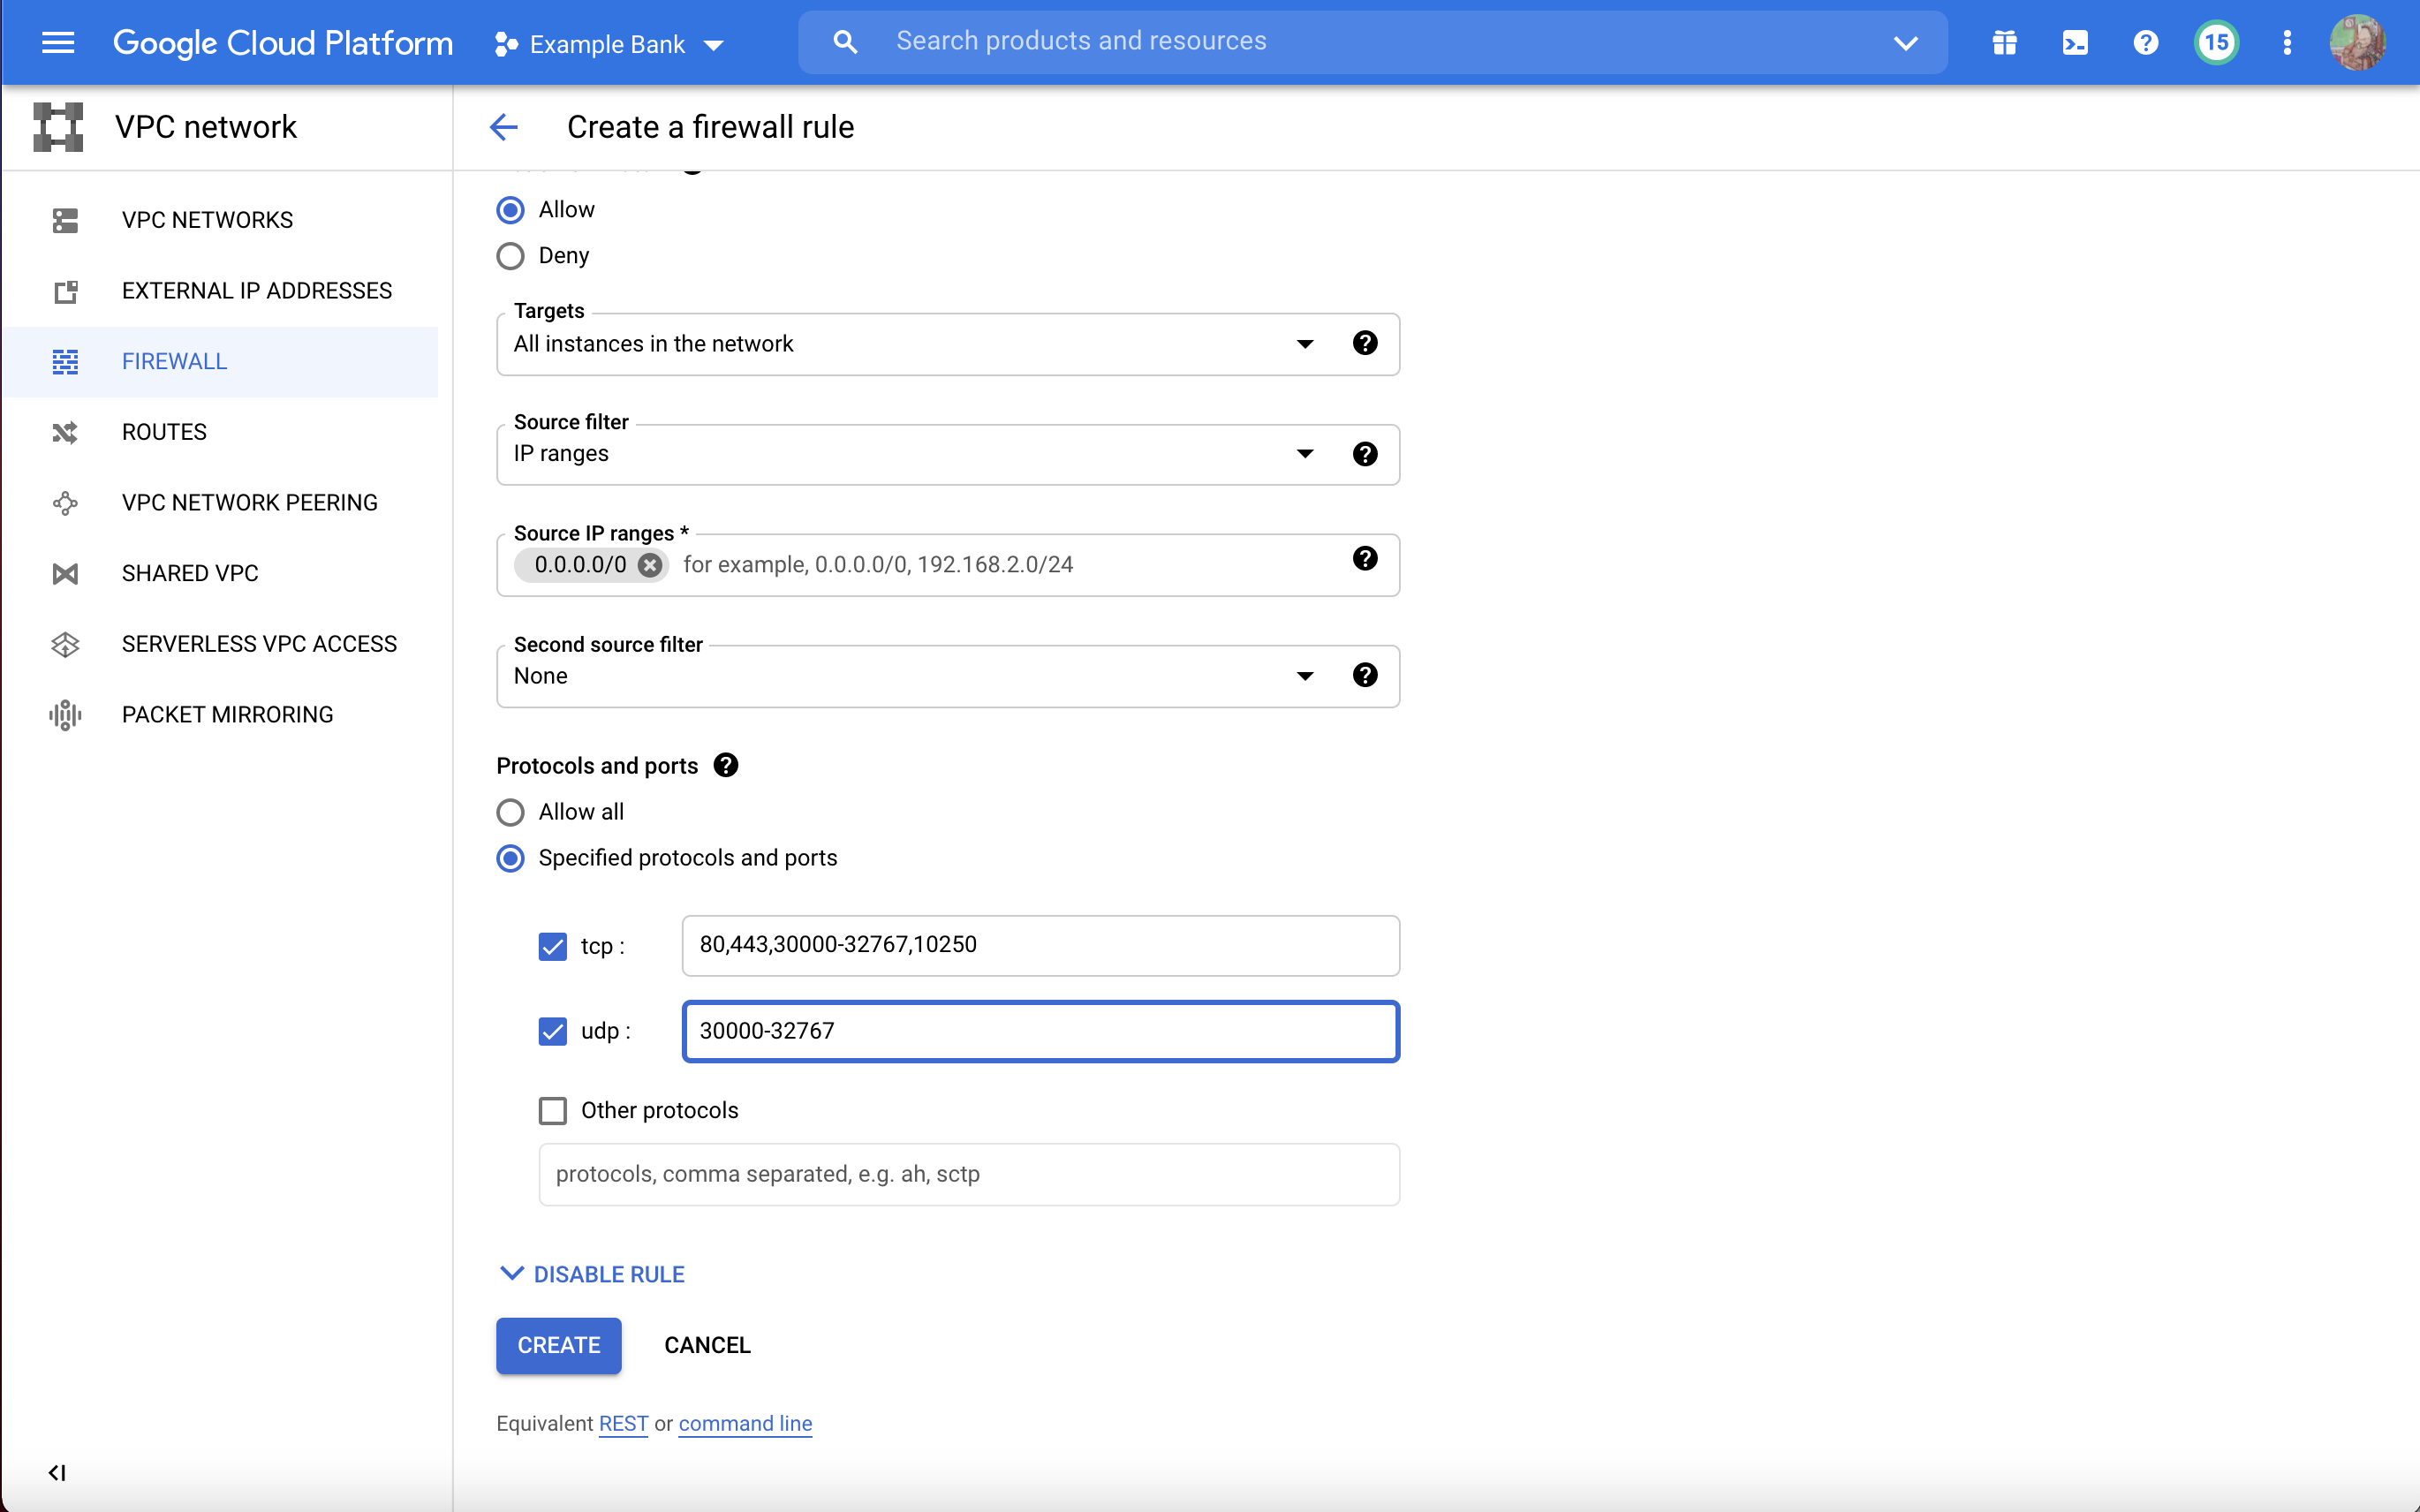 Google Cloud Platform
Example Bank
Search products and resources
15
VPC network
Create a firewall rule
VPC NETWORKS
EXTERNAL IP ADDRESSES
FIREWALL
ROUTES
VPC NETWORK PEERING
SHARED VPC
SERVERLESS VPC ACCESS
PACKET MIRRORING
Allow
Deny
Targets
All instances in the network
Source filter
IP ranges
Source IP ranges *
0.0.0.0/0 for example, 0.0.0.0/0, 192.168.2.0/24
Second source filter
None
Protocols and ports
Allow all
Specified protocols and ports
tcp : 80,443,30000-32767,10250
udp : 30000-32767
Other protocols
protocols, comma separated, e.g. ah, sctp
DISABLE RULE
CREATE CANCEL
Equivalent REST or command line